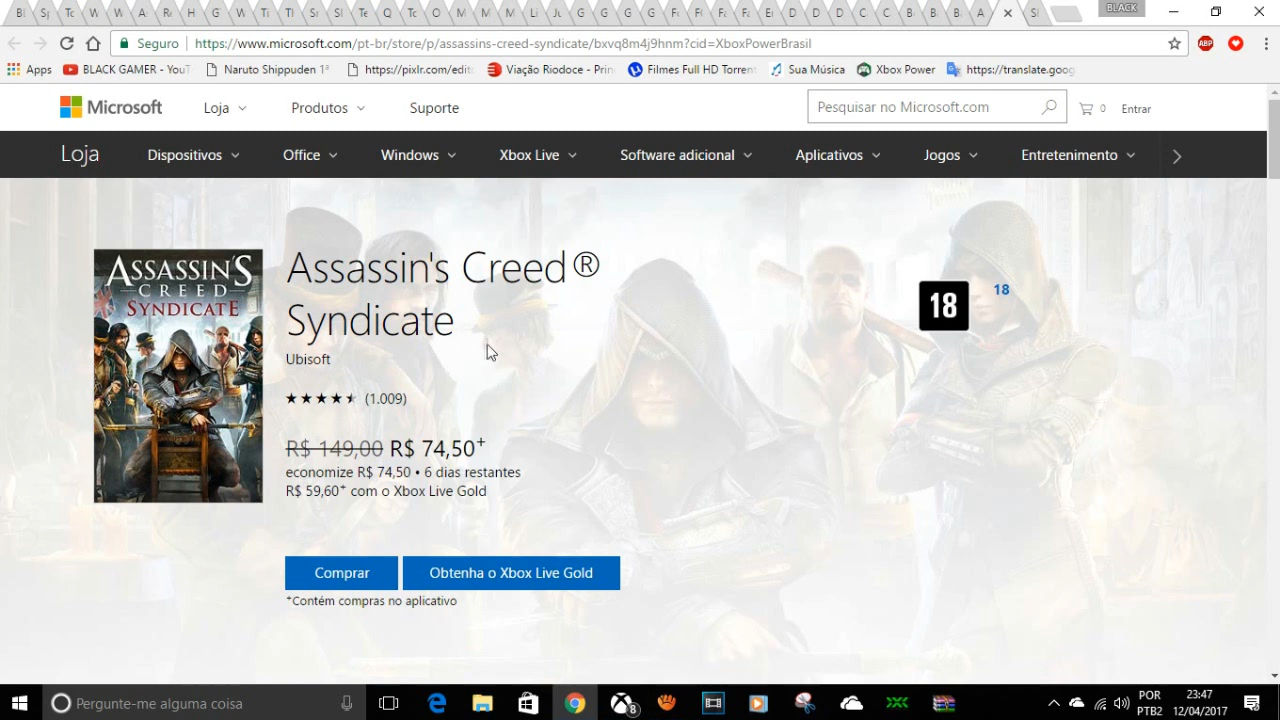 BLACK
Seguro
https://www.microsoft.com/pt-br/store/p/assassins-creed-syndicate/bxvq8m4j9hnm?cid=XboxPowerBrasil
ABP
Apps
BLACK GAMER - You
Naruto Shippuden 1ª
https://pixlr.com/edit
Viação Riodoce - Prin
Filmes Full HD Torrent
Sua Música
Xbox Power
https://translate.goog
Microsoft
Loja
Produtos
Suporte
Pesquisar no Microsoft.com
0
Entrar
Loja
Dispositivos
Office
Windows
Xbox Live
Software adicional
Aplicativos
Jogos
Entretenimento
ASSASSIN'S
CREED
SYNDICATE
Assassin's Creed®
Syndicate
Ubisoft
(1.009)
18
18
R$ 149,00 R$ 74,50+
economize R$ 74,50 • 6 dias restantes
R$ 59,60+ com o Xbox Live Gold
Comprar
Obtenha o Xbox Live Gold
+Contém compras no aplicativo
Pergunte-me alguma coisa
8
POR
PTB2
23:47
12/04/2017